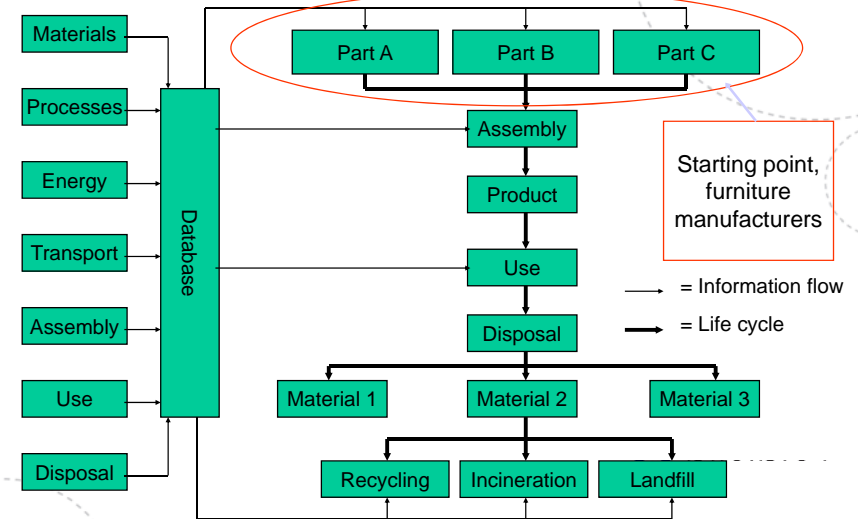 Materials
Processes
Energy
Transport
Assembly
Use
Disposal
Database
Part A
Part B
Part C
Assembly
Product
Use
Disposal
Material 1
Material 2
Material 3
Recycling
Incineration
Landfill
Starting point,
furniture
manufacturers
= Information flow
= Life cycle